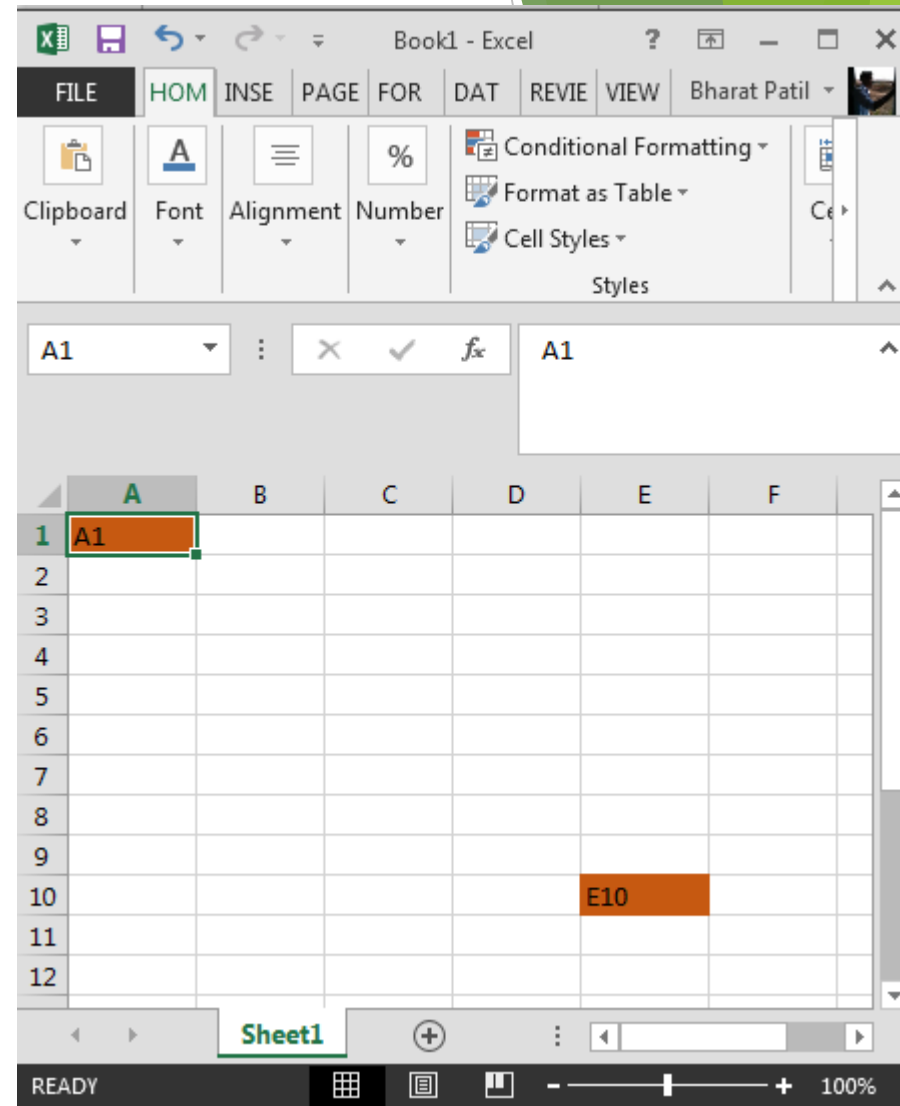 Book1 - Excel ?
FILE HOM INSE PAGE FOR DAT REVIE VIEW Bharat Patil
Clipboard Font Alignment % Number Conditional Formatting
Format as Table
Cell Styles
Styles
Ce
A1 fx A1
A B C D E F
1 A1
2
3
4
5
6
7
8
9
10 E10
11
12
Sheet1
READY 100%